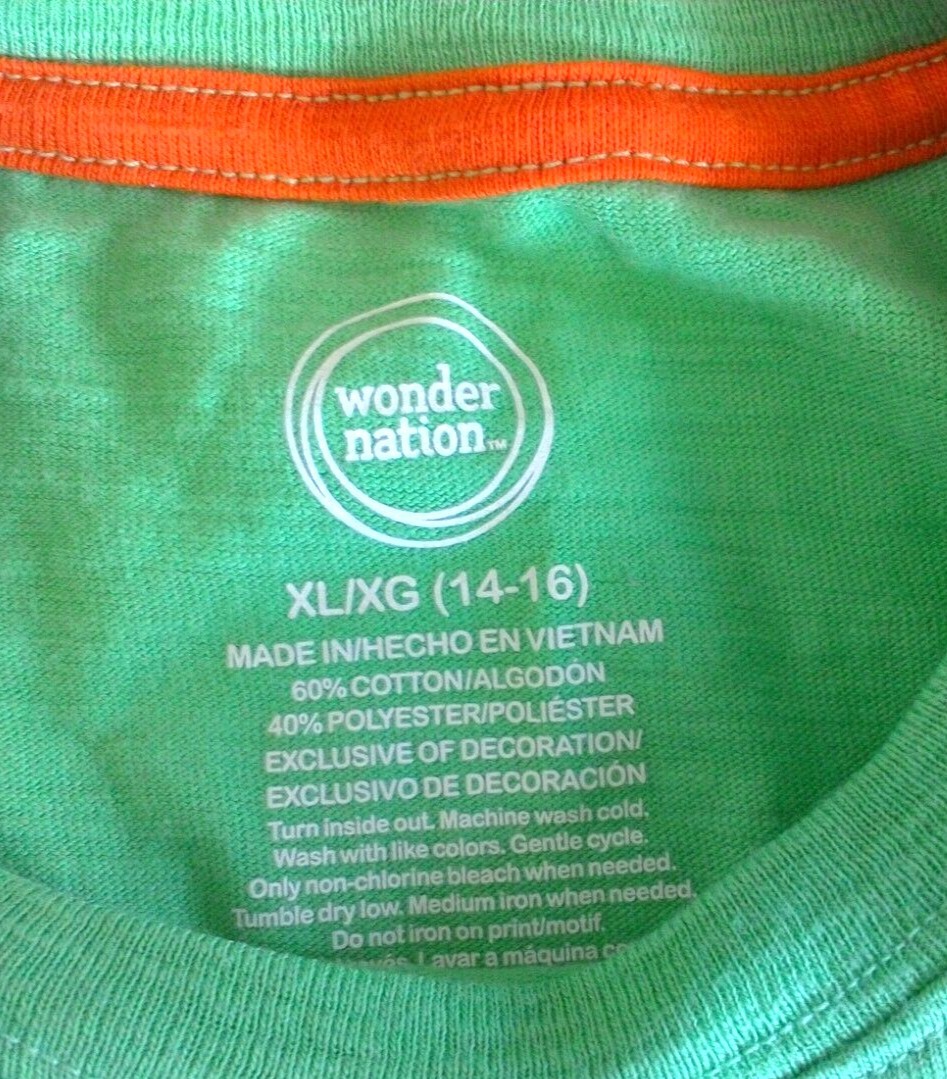 wonder
nation™
XL/XG (14-16)
MADE IN/HECHO EN VIETNAM
60% COTTON/ALGODÓN
40% POLYESTER/POLIÉSTER
EXCLUSIVE OF DECORATION/
EXCLUSIVO DE DECORACIÓN
Turn inside out. Machine wash cold.
Wash with like colors. Gentle cycle.
Only non-chlorine bleach when needed.
Tumble dry low. Medium iron when needed.
Do not iron on print/motif.
Lavar a máquina